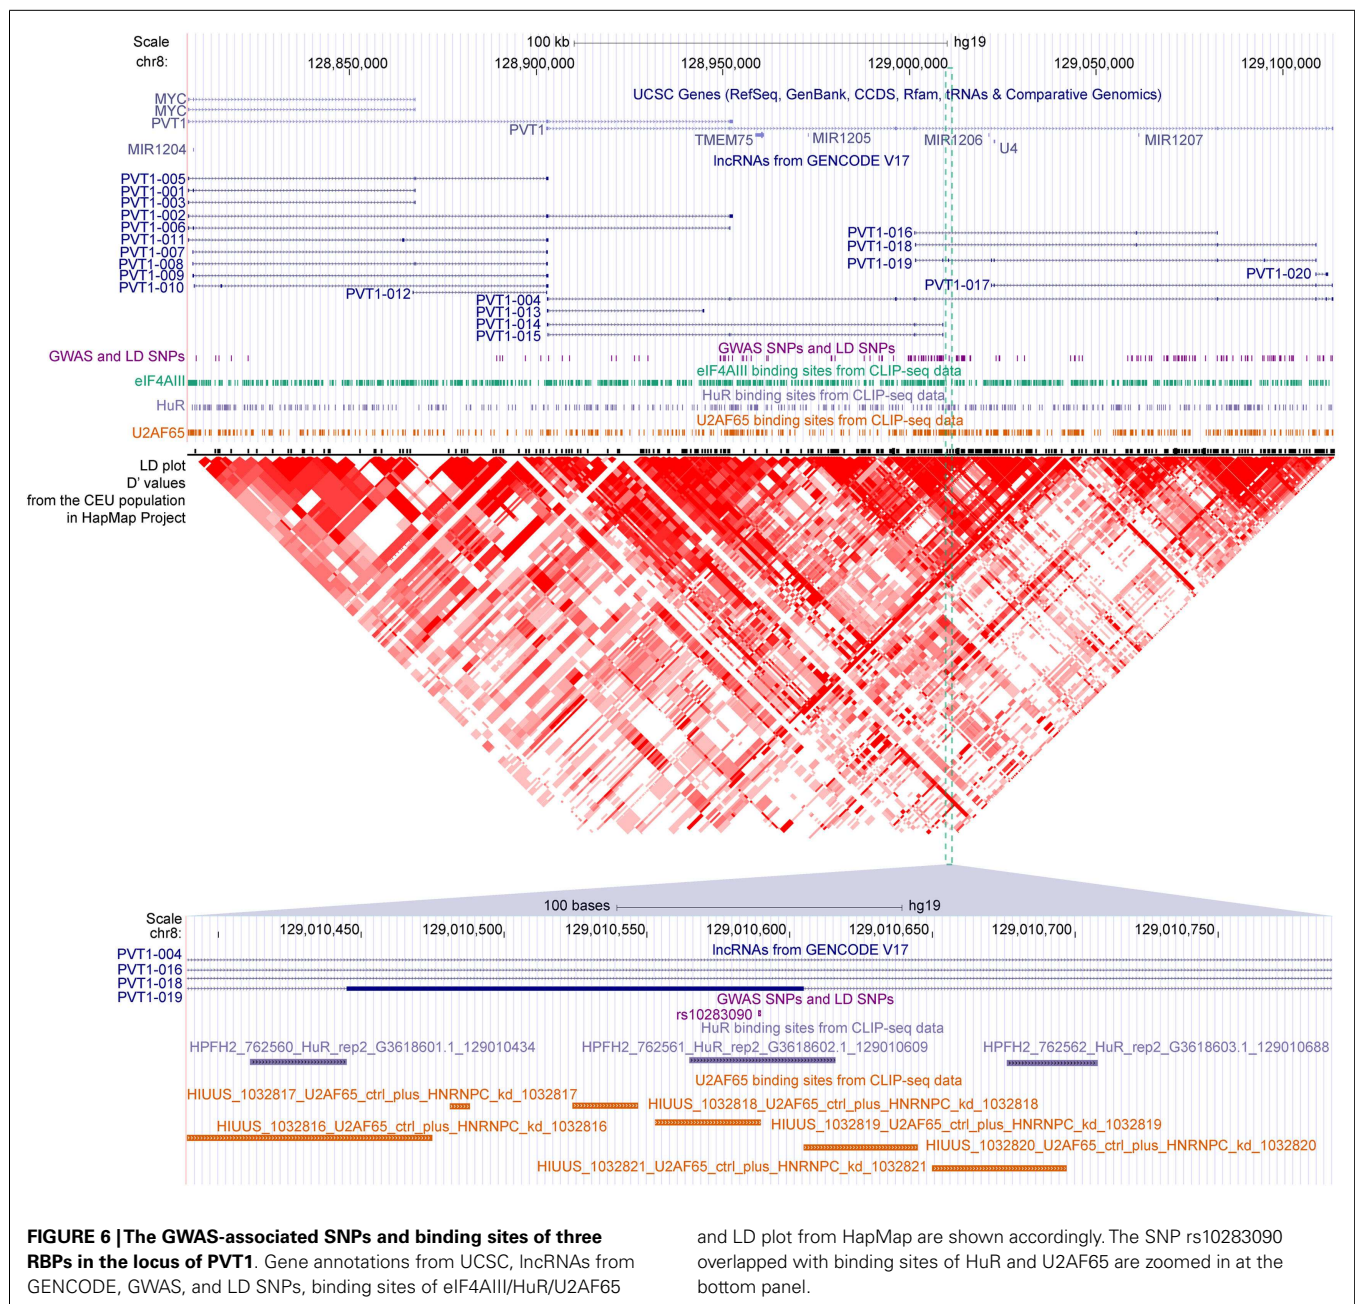 Scale 100 kb hg19
chr8: 128,850,000 128,900,000 128,950,000 129,000,000 129,050,000 129,100,000
UCSC Genes (RefSeq, GenBank, CCDS, Rfam, tRNAs & Comparative Genomics)
MYC
MYC
PVT1
PVT1
TMEM75 MIR1205 MIR1206 MIR1207
MIR1204 U4
lncRNAs from GENCODE V17
PVT1-005
PVT1-001
PVT1-003
PVT1-002
PVT1-006
PVT1-016
PVT1-011
PVT1-018
PVT1-007
PVT1-008 PVT1-019
PVT1-009 PVT1-020
PVT1-010 PVT1-017
PVT1-012
PVT1-004
PVT1-013
PVT1-014
PVT1-015
GWAS SNPs and LD SNPs
GWAS and LD SNPs
eIF4AIII binding sites from CLIP-seq data
eIF4AIII
HuR binding sites from CLIP-seq data
HuR
U2AF65 binding sites from CLIP-seq data
U2AF65
LD plot
D' values
from the CEU population
in HapMap Project
Scale 100 bases hg19
chr8: 129,010,450 129,010,500 129,010,550 129,010,600 129,010,650 129,010,700 129,010,750
lncRNAs from GENCODE V17
PVT1-004
PVT1-016
PVT1-018
PVT1-019
GWAS SNPs and LD SNPs
rs10283090
HuR binding sites from CLIP-seq data
HPFH2_762560_HuR_rep2_G3618601.1_129010434 HPFH2_762561_HuR_rep2_G3618602.1_129010609 HPFH2_762562_HuR_rep2_G3618603.1_129010688
U2AF65 binding sites from CLIP-seq data
HIUUS_1032817_U2AF65_ctrl_plus_HNRNPC_kd_1032817
HIUUS_1032818_U2AF65_ctrl_plus_HNRNPC_kd_1032818
HIUUS_1032816_U2AF65_ctrl_plus_HNRNPC_kd_1032816 HIUUS_1032819_U2AF65_ctrl_plus_HNRNPC_kd_1032819
HIUUS_1032820_U2AF65_ctrl_plus_HNRNPC_kd_1032820
HIUUS_1032821_U2AF65_ctrl_plus_HNRNPC_kd_1032821
FIGURE 6 | The GWAS-associated SNPs and binding sites of three
RBPs in the locus of PVT1. Gene annotations from UCSC, lncRNAs from
GENCODE, GWAS, and LD SNPs, binding sites of eIF4AIII/HuR/U2AF65
and LD plot from HapMap are shown accordingly. The SNP rs10283090
overlapped with binding sites of HuR and U2AF65 are zoomed in at the
bottom panel.